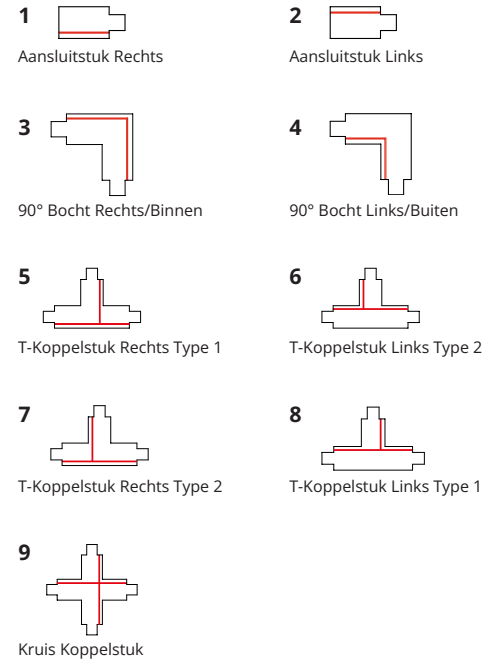 1
Aansluitstuk Rechts
2
Aansluitstuk Links
3
90° Bocht Rechts/Binnen
4
90° Bocht Links/Buiten
5
T-Koppelstuk Rechts Type 1
6
T-Koppelstuk Links Type 2
7
T-Koppelstuk Rechts Type 2
8
T-Koppelstuk Links Type 1
9
Kruis Koppelstuk